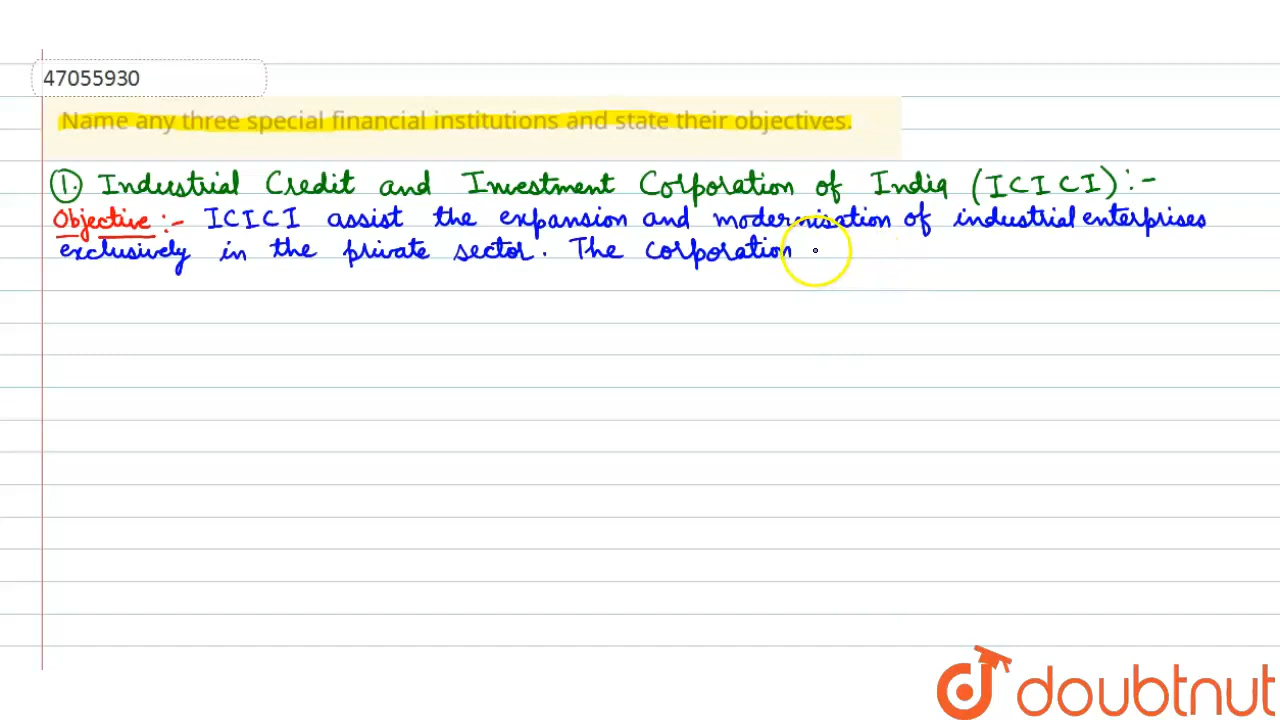 47055930
Name any three special financial institutions and state their objectives.
1. Industrial Credit and Investment Corporation of India (ICICI):-
Objective:- ICICI assist the expansion and modernisation of industrial enterprises
exclusively in the private sector. The corporation
doubtnut